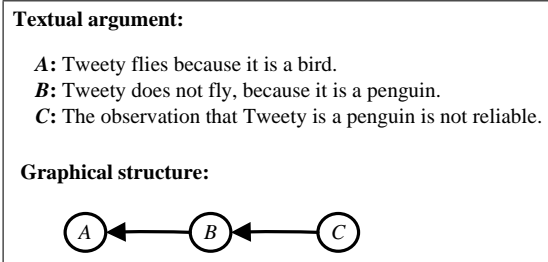 Textual argument:
A: Tweety flies because it is a bird.
B: Tweety does not fly, because it is a penguin.
C: The observation that Tweety is a penguin is not reliable.
Graphical structure:
A B C